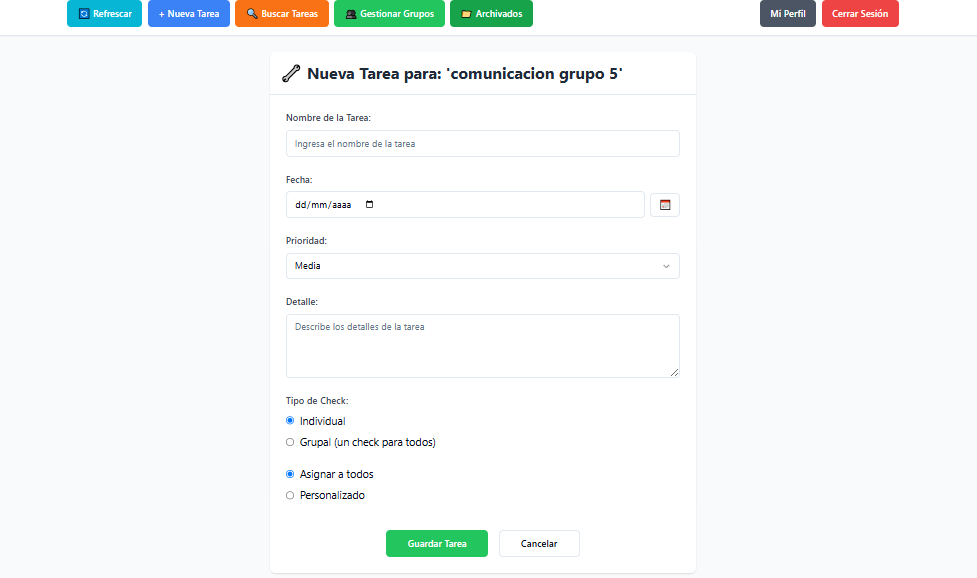 Refrescar
+ Nueva Tarea
Buscar Tareas
Gestionar Grupos
Archivados
Mi Perfil
Cerrar Sesión
Nueva Tarea para: 'comunicacion grupo 5'
Nombre de la Tarea:
Ingresa el nombre de la tarea
Fecha:
dd/mm/aaaa
Prioridad:
Media
Detalle:
Describe los detalles de la tarea
Tipo de Check:
Individual
Grupal (un check para todos)
Asignar a todos
Personalizado
Guardar Tarea
Cancelar